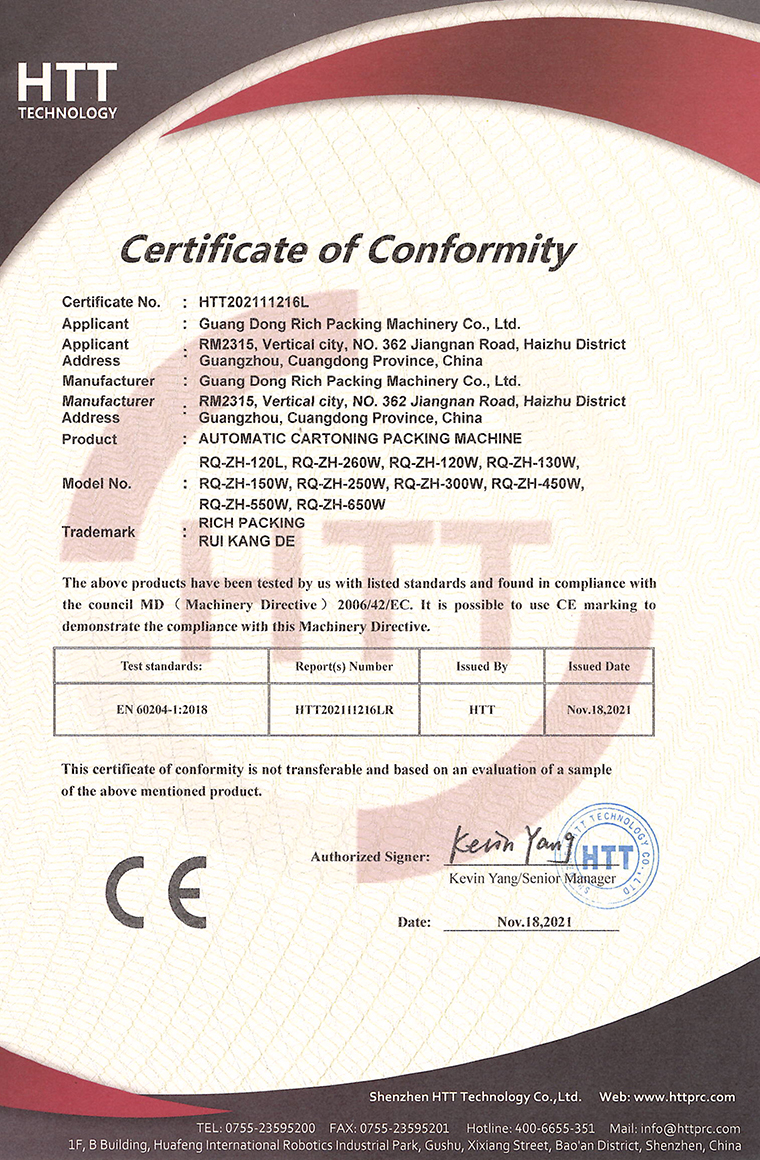 HTT
TECHNOLOGY
Certificate of Conformity
Certificate No. : HTT202111216L
Applicant : Guang Dong Rich Packing Machinery Co., Ltd.
Applicant Address : RM2315, Vertical city, NO. 362 Jiangnan Road, Haizhu District
Guangzhou, Cuangdong Province, China
Manufacturer : Guang Dong Rich Packing Machinery Co., Ltd.
Manufacturer Address : RM2315, Vertical city, NO. 362 Jiangnan Road, Haizhu District
Guangzhou, Cuangdong Province, China
Product : AUTOMATIC CARTONING PACKING MACHINE
Model No. : RQ-ZH-120L, RQ-ZH-260W, RQ-ZH-120W, RQ-ZH-130W,
RQ-ZH-150W, RQ-ZH-250W, RQ-ZH-300W, RQ-ZH-450W,
RQ-ZH-550W, RQ-ZH-650W
Trademark : RICH PACKING
RUI KANG DE
HTT
The above products have been tested by us with listed standards and found in compliance with
the council MD（Machinery Directive）2006/42/EC. It is possible to use CE marking to
demonstrate the compliance with this Machinery Directive.
Test standards: Report(s) Number Issued By Issued Date
EN 60204-1:2018 HTT202111216LR HTT Nov.18,2021
This certificate of conformity is not transferable and based on an evaluation of a sample
of the above mentioned product.
CE
Authorized Signer: Kevin Yang
Kevin Yang/Senior Manager
HTT TECHNOLOGY CO., LTD
HTT
Date: Nov.18,2021
Shenzhen HTT Technology Co.,Ltd. Web: www.httprc.com
TEL: 0755-23595200 FAX: 0755-23595201 Hotline: 400-6655-351 Mail: info@httprc.com
1F, B Building, Huafeng International Robotics Industrial Park, Gushu, Xixiang Street, Bao'an District, Shenzhen, China